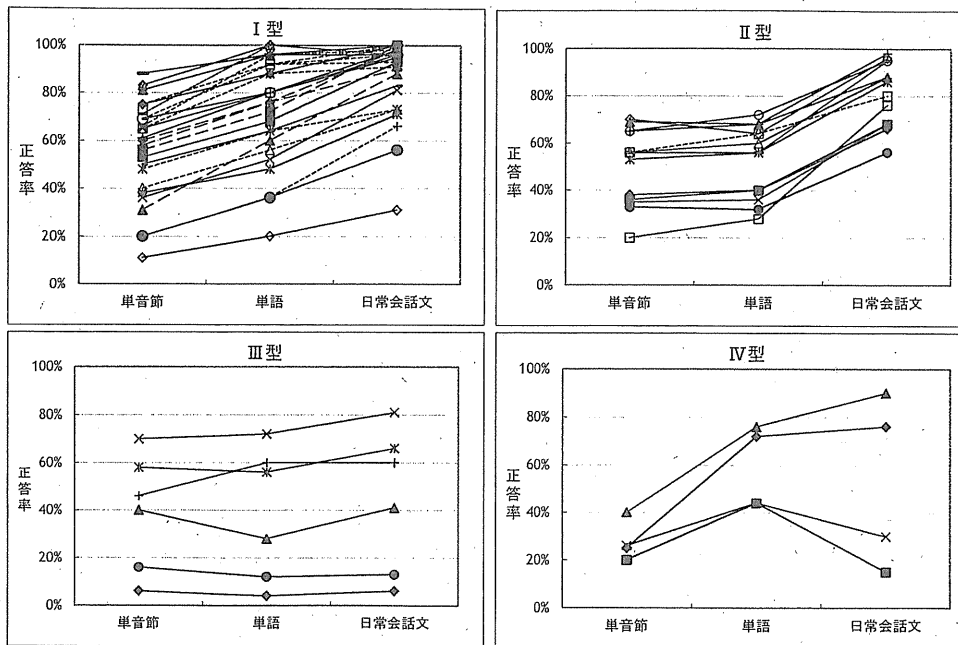 Ⅰ型
100%
80%
60%
40%
20%
0%
正答率
単音節
単語
日常会話文
Ⅱ型
100%
80%
60%
40%
20%
0%
正答率
単音節
単語
日常会話文
Ⅲ型
100%
80%
60%
40%
20%
0%
正答率
単音節
単語
日常会話文
Ⅳ型
100%
80%
60%
40%
20%
0%
正答率
単音節
単語
日常会話文